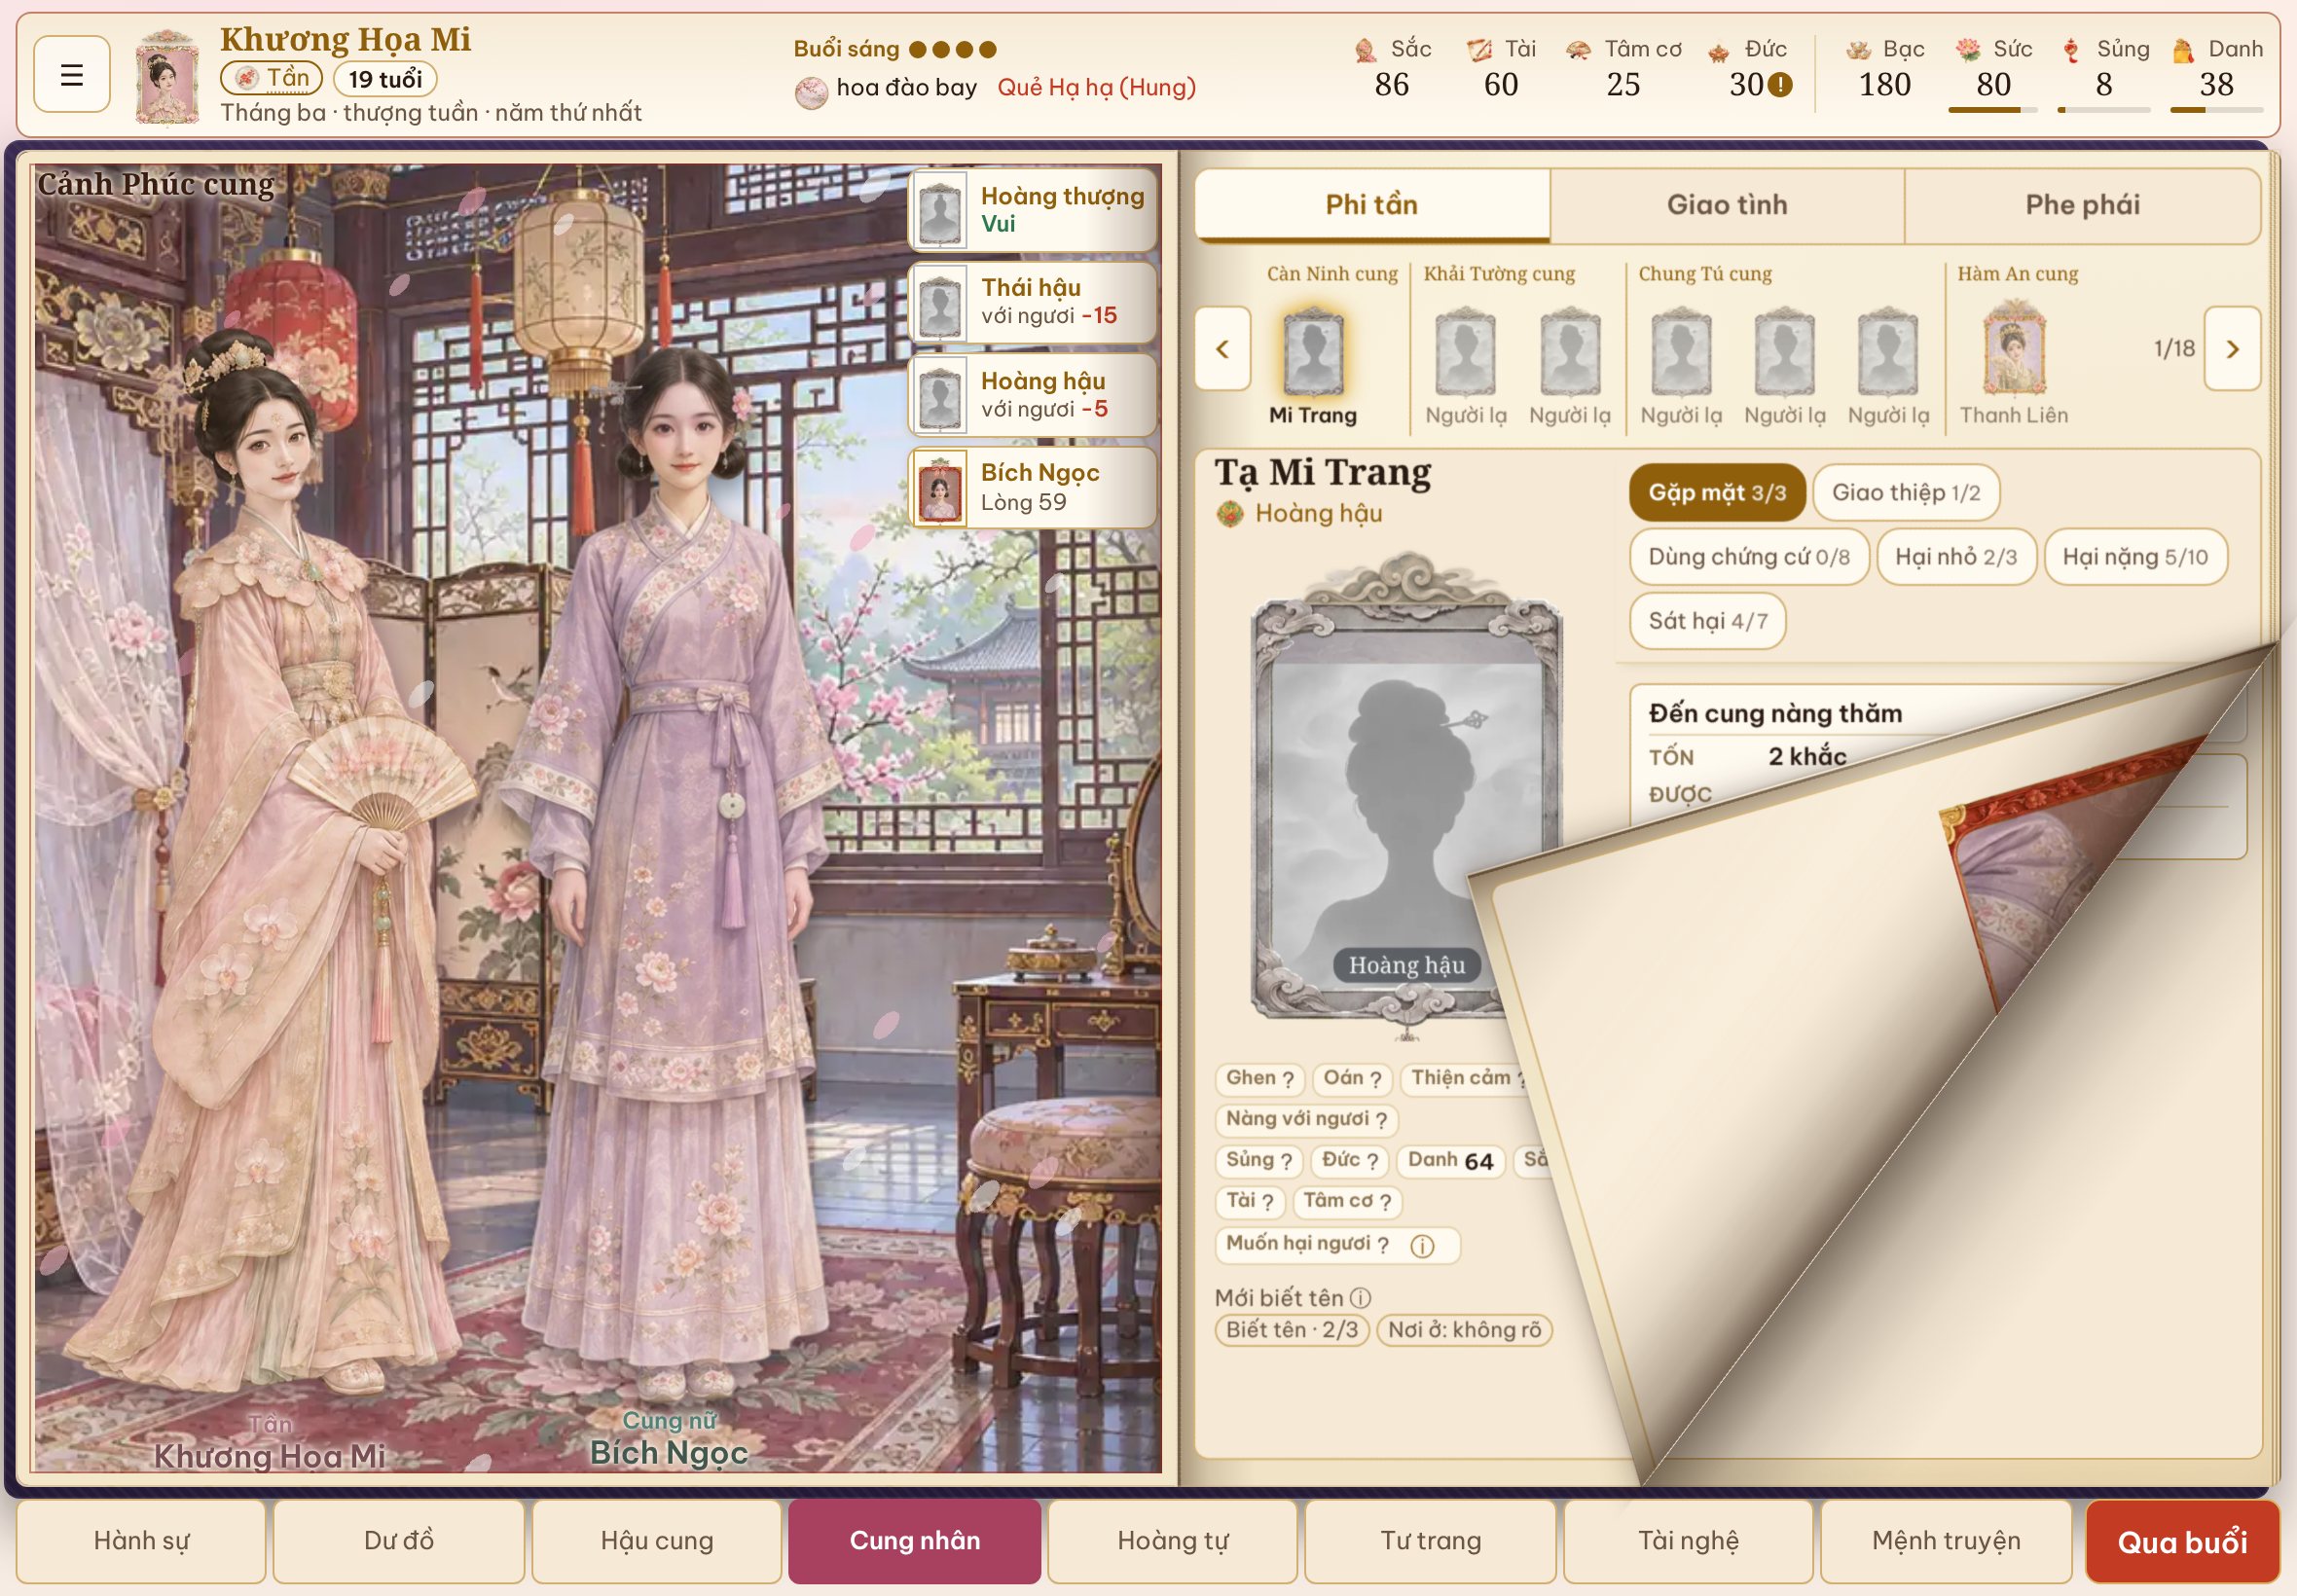 Khương Họa Mi
Tần
19 tuổi
Tháng ba · thượng tuần · năm thứ nhất
Buổi sáng
hoa đào bay
Quẻ Hạ hạ (Hung)
Sắc
86
Tài
60
Tâm cơ
25
Đức
30
Bạc
180
Sức
80
Sủng
8
Danh
38
Cảnh Phúc cung
Hoàng thượng
Vui
Thái hậu
với ngươi -15
Hoàng hậu
với ngươi -5
Bích Ngọc
Lòng 59
Tần
Khương Họa Mi
Cung nữ
Bích Ngọc
Phi tần
Giao tình
Phe phái
Càn Ninh cung
Khải Tường cung
Chung Tú cung
Hàm An cung
Mi Trang
Người lạ
Người lạ
Người lạ
Người lạ
Người lạ
Thanh Liên
1/18
Tạ Mi Trang
Hoàng hậu
Gặp mặt 3/3
Giao thiệp 1/2
Dùng chứng cứ 0/8
Hại nhỏ 2/3
Hại nặng 5/10
Sát hại 4/7
Đến cung nàng thăm
TỐN 2 khắc
ĐƯỢC
Hoàng hậu
Ghen ?
Oán ?
Thiện cảm
Nàng với ngươi ?
Sủng ?
Đức ?
Danh 64
Tài ?
Tâm cơ ?
Muốn hại ngươi ?
Mới biết tên
Biết tên · 2/3
Nơi ở: không rõ
Hành sự
Dư đồ
Hậu cung
Cung nhân
Hoàng tự
Tư trang
Tài nghệ
Mệnh truyện
Qua buổi